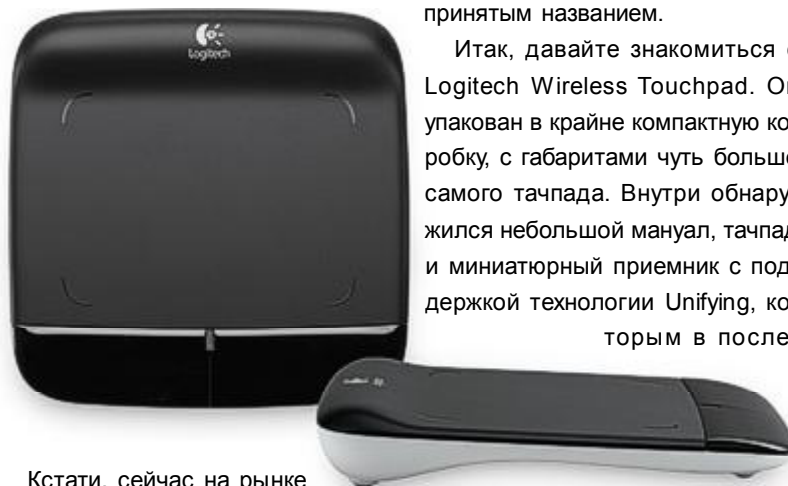 Logitech
принятым названием.
Итак, давайте знакомиться
Logitech Wireless Touchpad.
упакован в крайне компактную ко-
робку, с габаритами чуть больше
самого тачпада. Внутри обнару-
жился небольшой мануал, тачпад
и миниатюрный приемник с под-
держкой технологии Unifying, ко-
торым в после
Кстати, сейчас на рынке